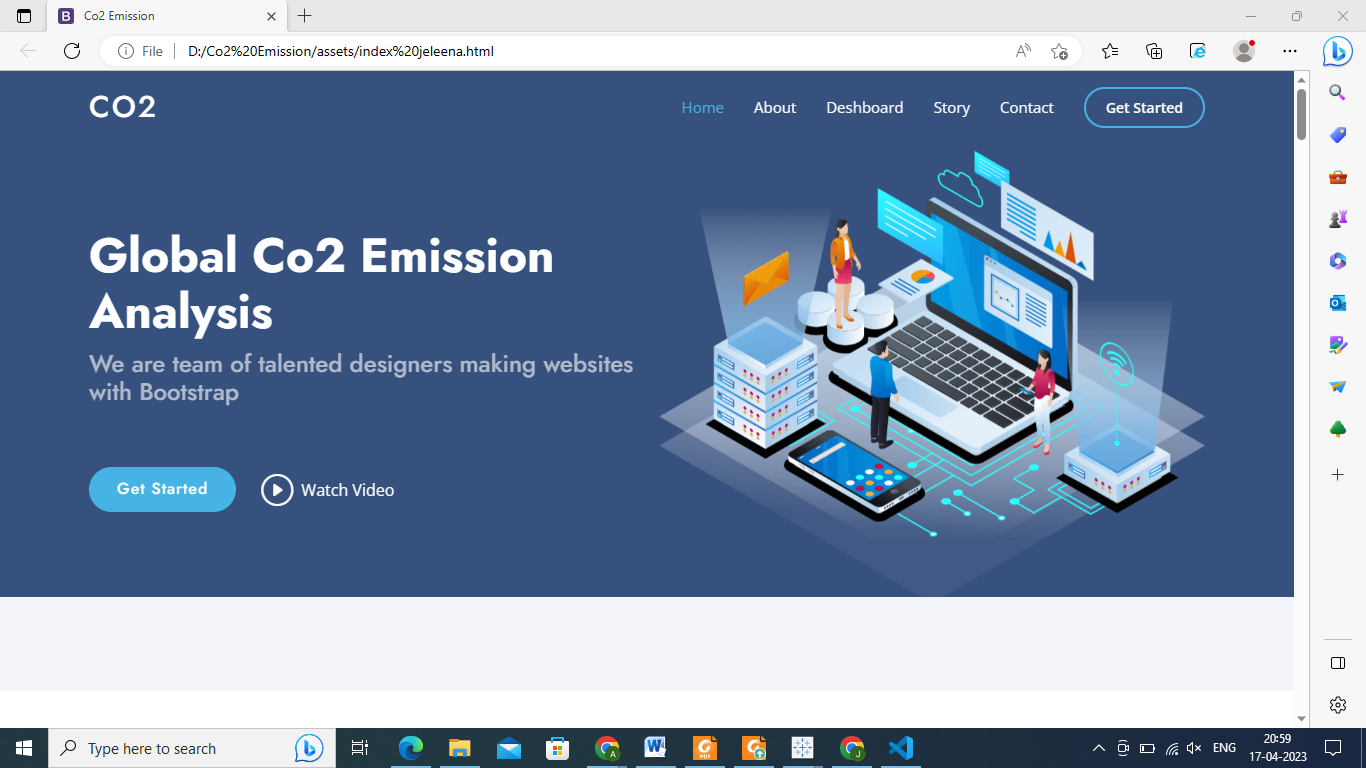 Co2 Emission
File
D:/Co2%20Emission/assets/index%20jeleena.html
CO2
Home About Deshboard Story Contact Get Started
Global Co2 Emission
Analysis
We are team of talented designers making websites
with Bootstrap
Get Started Watch Video
Type here to search
ENG
20:59
17-04-2023